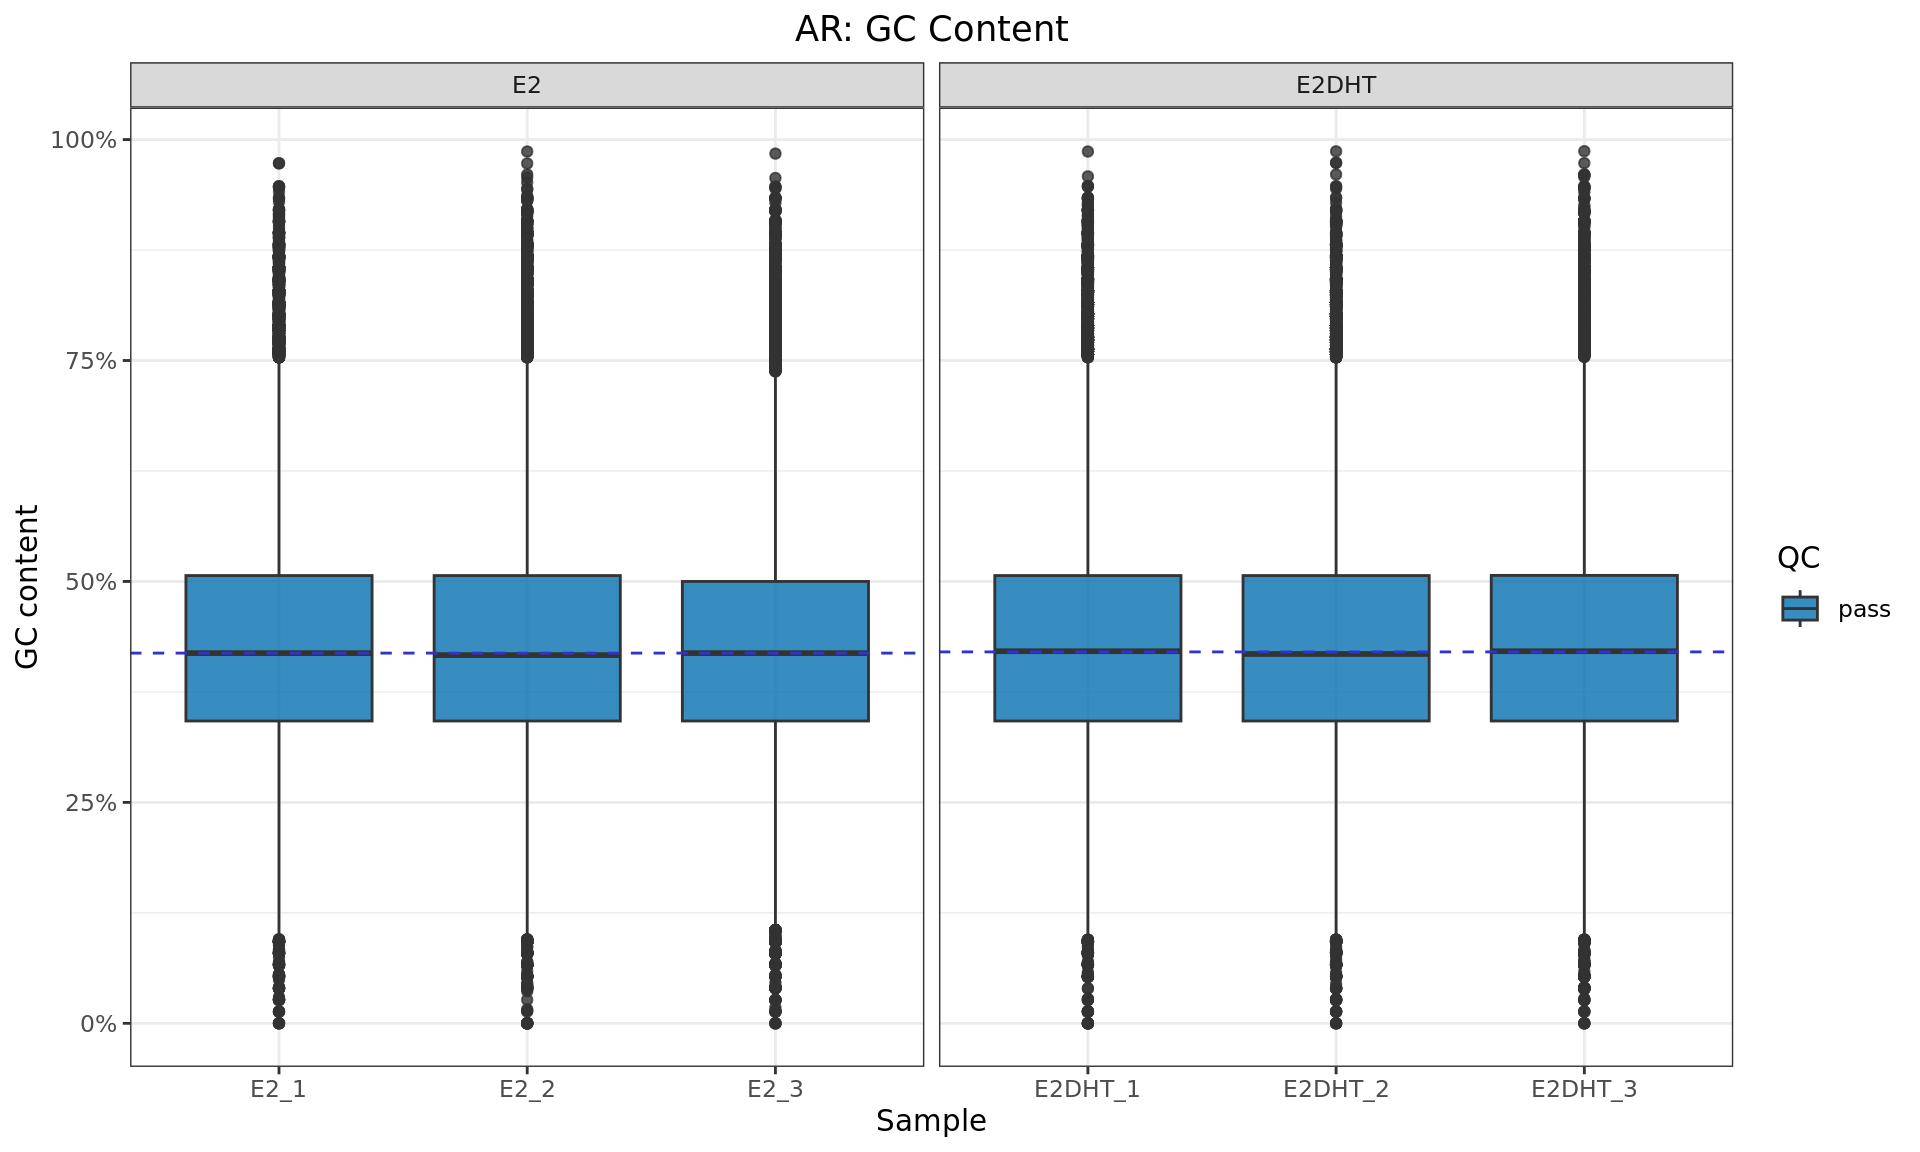 AR: GC Content
E2
E2DHT
GC content
100%
75%
50%
25%
0%
E2_1
E2_2
E2_3
E2DHT_1
E2DHT_2
E2DHT_3
Sample
QC
pass